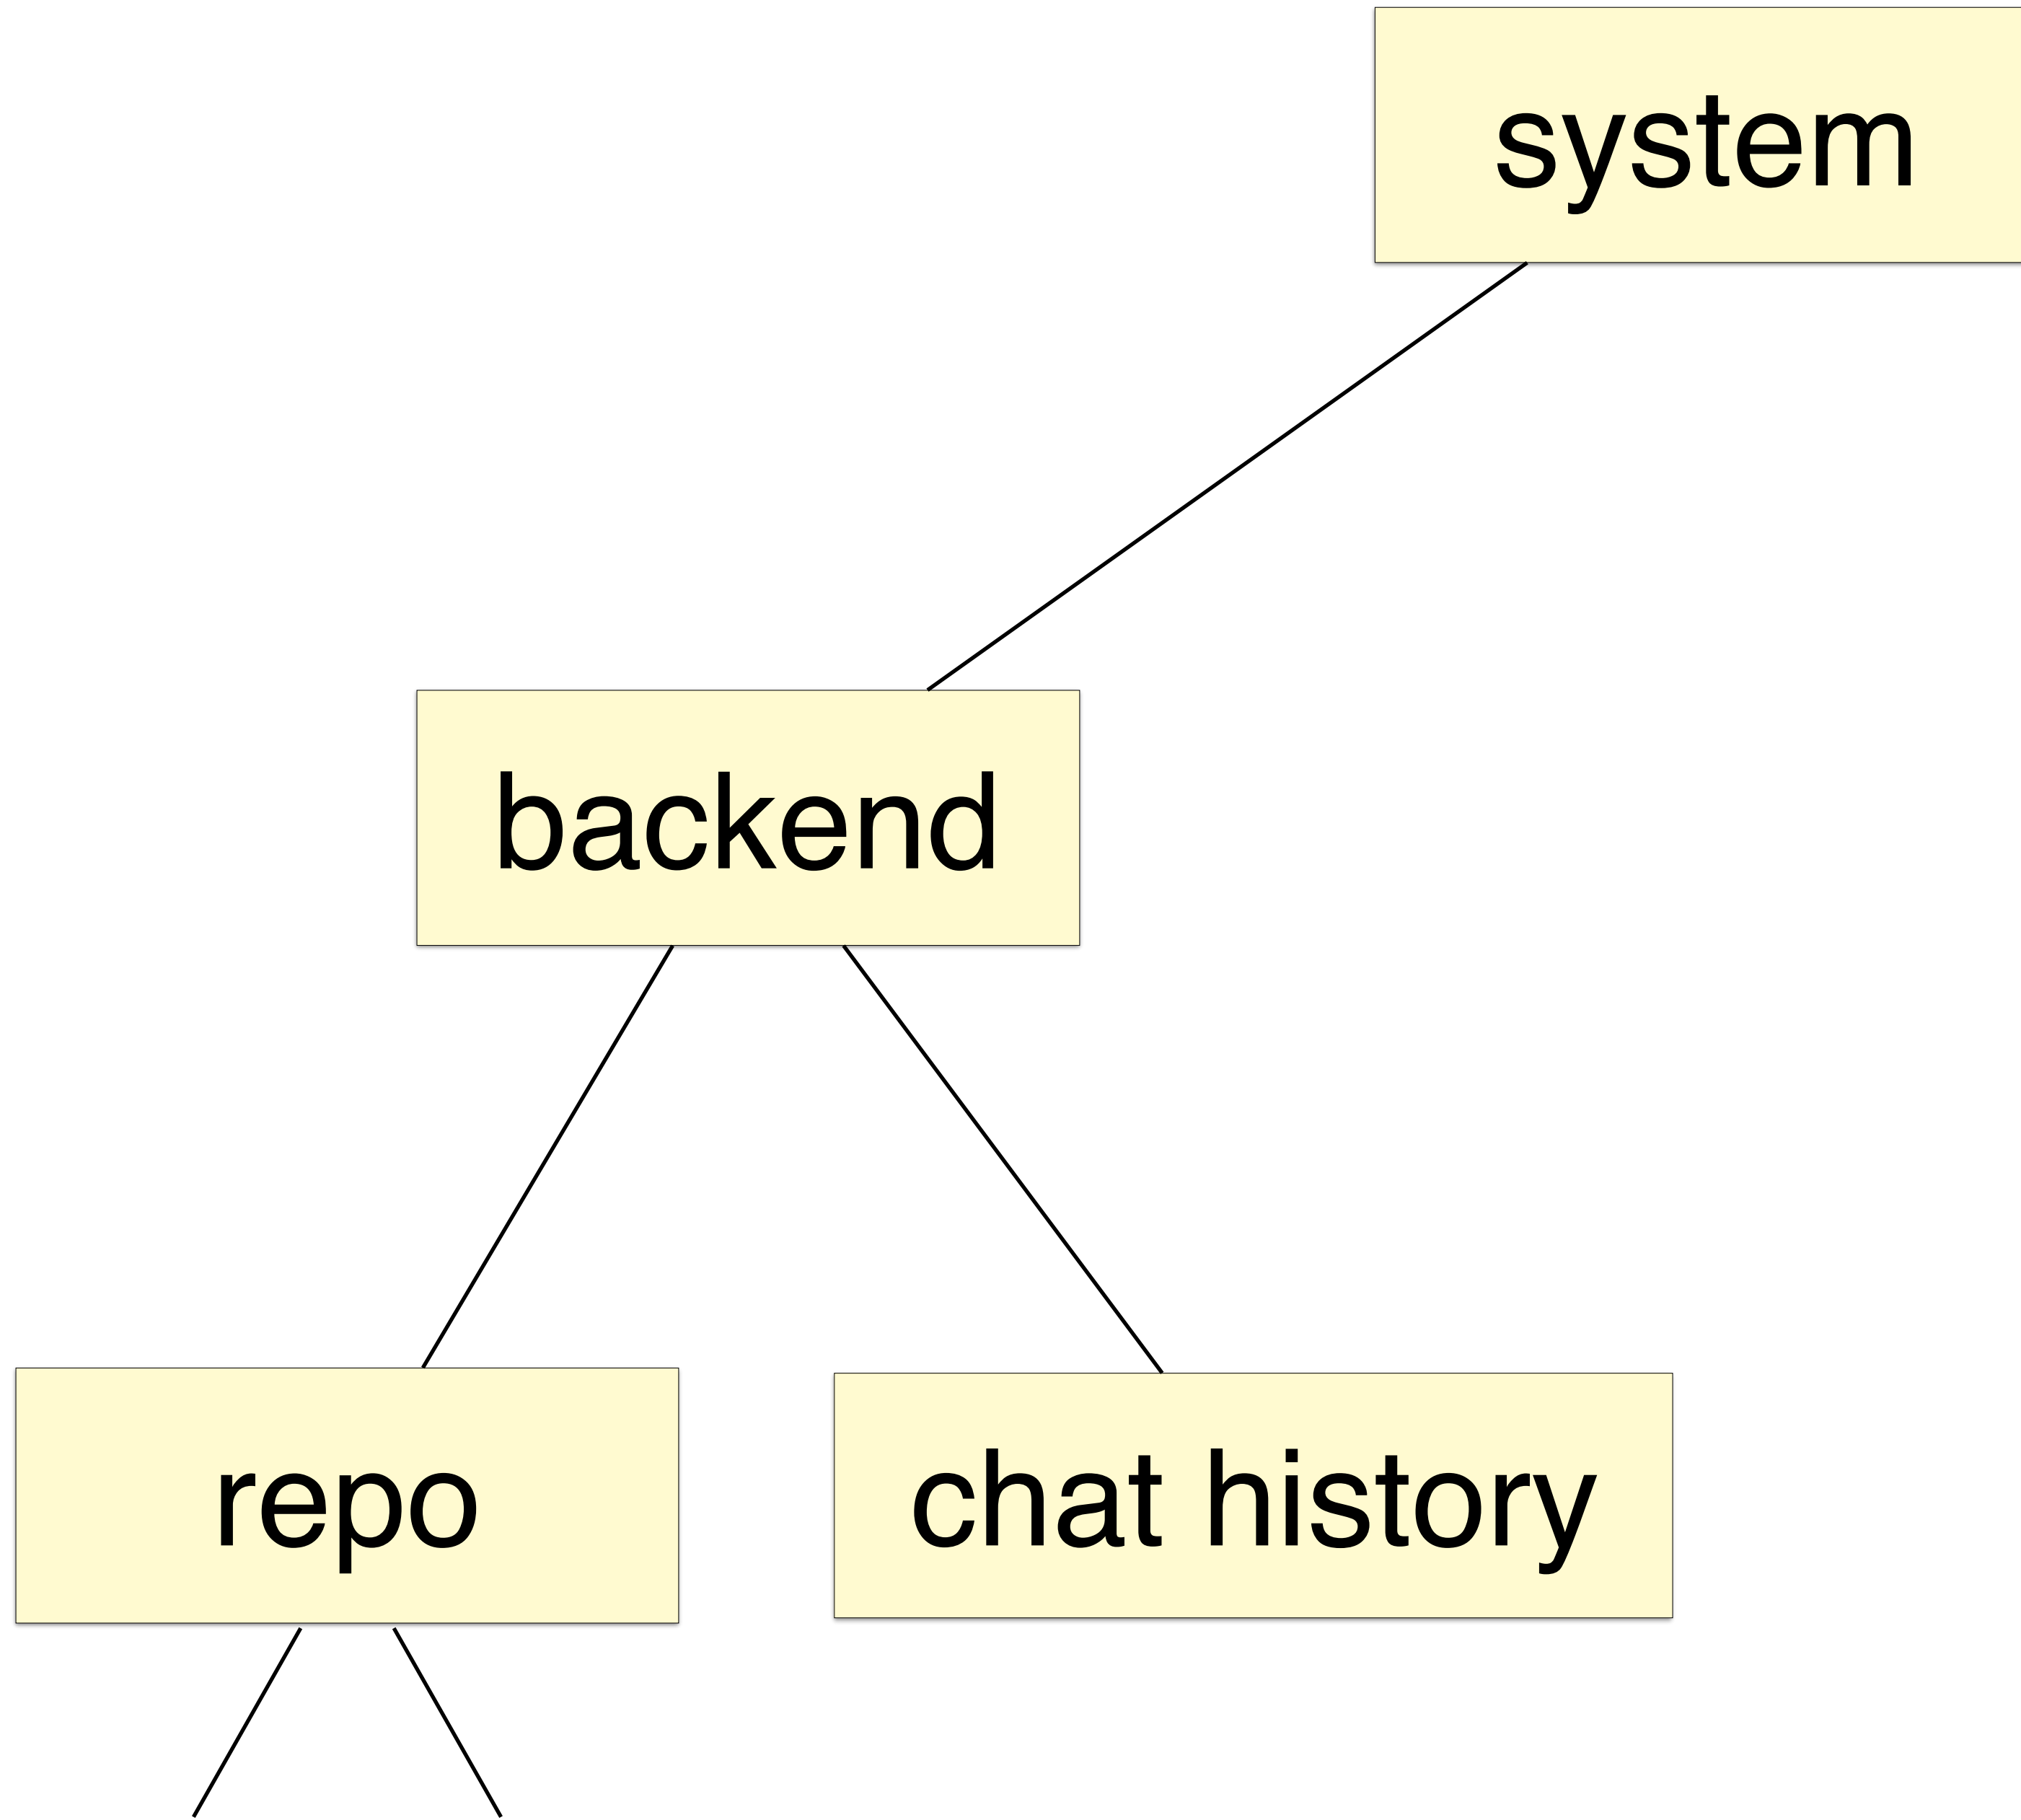 system
backend
repo
chat history